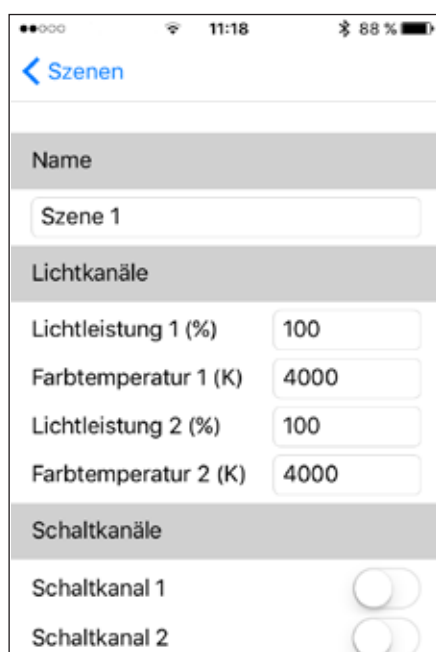 11:18 88 %
Szenen
Name
Szene 1
Lichtkanäle
Lichtleistung 1 (%) 100
Farbtemperatur 1 (K) 4000
Lichtleistung 2 (%) 100
Farbtemperatur 2 (K) 4000
Schaltkanäle
Schaltkanal 1
Schaltkanal 2